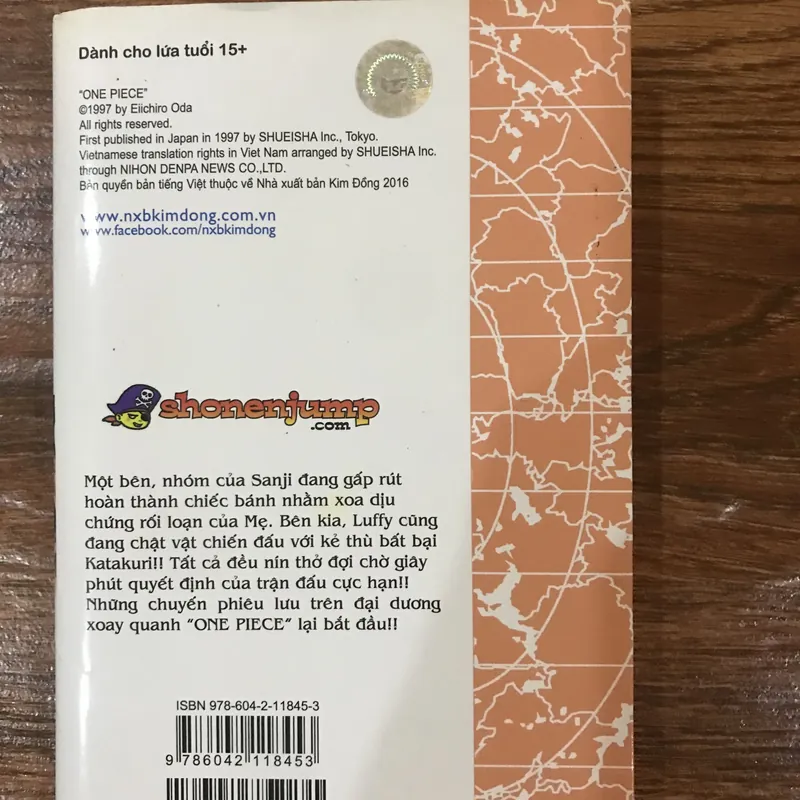 Dành cho lứa tuổi 15+
"ONE PIECE"
©1997 by Eiichiro Oda
All rights reserved.
First published in Japan in 1997 by SHUEISHA Inc., Tokyo.
Vietnamese translation rights in Viet Nam arranged by SHUEISHA Inc.
through NIHON DENPA NEWS CO.,LTD.
Bản quyền bản tiếng Việt thuộc về Nhà xuất bản Kim Đồng 2016
www.nxbkimdong.com.vn
www.facebook.com/nxbkimdong
shonenjump
.com
Một bên, nhóm của Sanji đang gấp rút
hoàn thành chiếc bánh nhằm xoa dịu
chứng rối loạn của Mẹ. Bên kia, Luffy cũng
đang chật vật chiến đấu với kẻ thù bất bại
Katakuri!! Tất cả đều nín thở đợi chờ giây
phút quyết định của trận đấu cực hạn!!
Những chuyến phiêu lưu trên đại dương
xoay quanh "ONE PIECE" lại bắt đầu!!
ISBN 978-604-2-11845-3
9 786042 118453